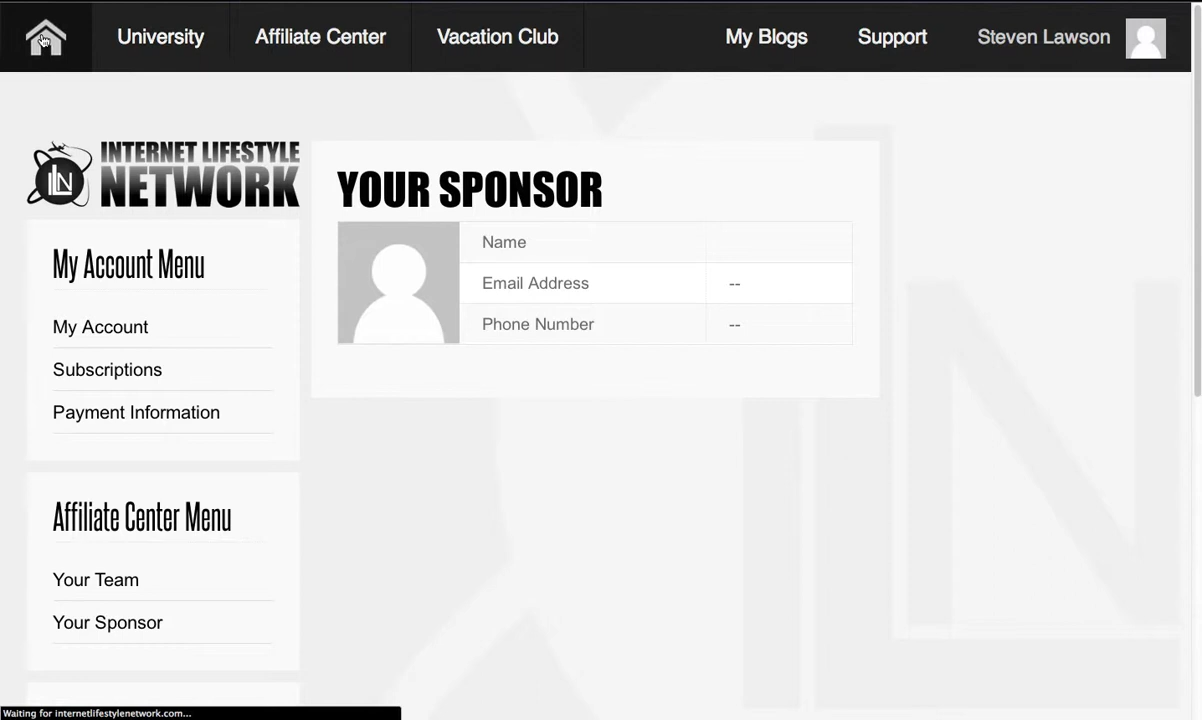 University
Affiliate Center
Vacation Club
My Blogs
Support
Steven Lawson
ILN
INTERNET LIFESTYLE
NETWORK
YOUR SPONSOR
Name
Email Address --
Phone Number --
My Account Menu
My Account
Subscriptions
Payment Information
Affiliate Center Menu
Your Team
Your Sponsor
Waiting for internetlifestylenetwork.com...